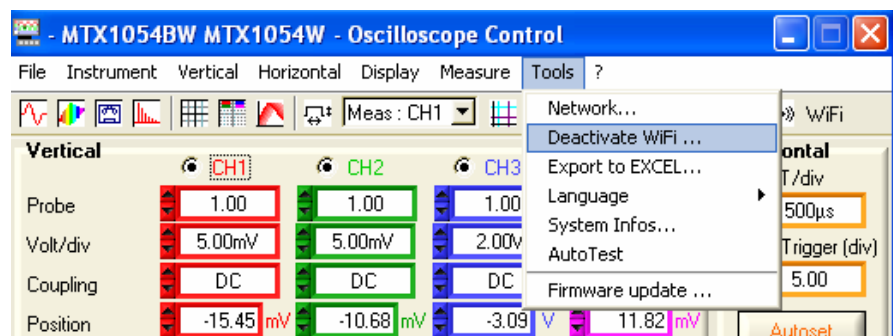 - MTX1054BW MTX1054W - Oscilloscope Control
File Instrument Vertical Horizontal Display Measure Tools ?
Meas : CH1
WiFi
Network...
Deactivate WiFi ...
Export to EXCEL...
Language
System Infos...
AutoTest
Firmware update ...
Vertical
CH1 CH2 CH3
Probe 1.00 1.00 1.00
Volt/div 5.00mV 5.00mV 2.00V
Coupling DC DC DC
Position -15.45 mV -10.68 mV -3.09 V 11.82 mV
ontal
T/div
500µs
Trigger (div)
5.00
Autoset